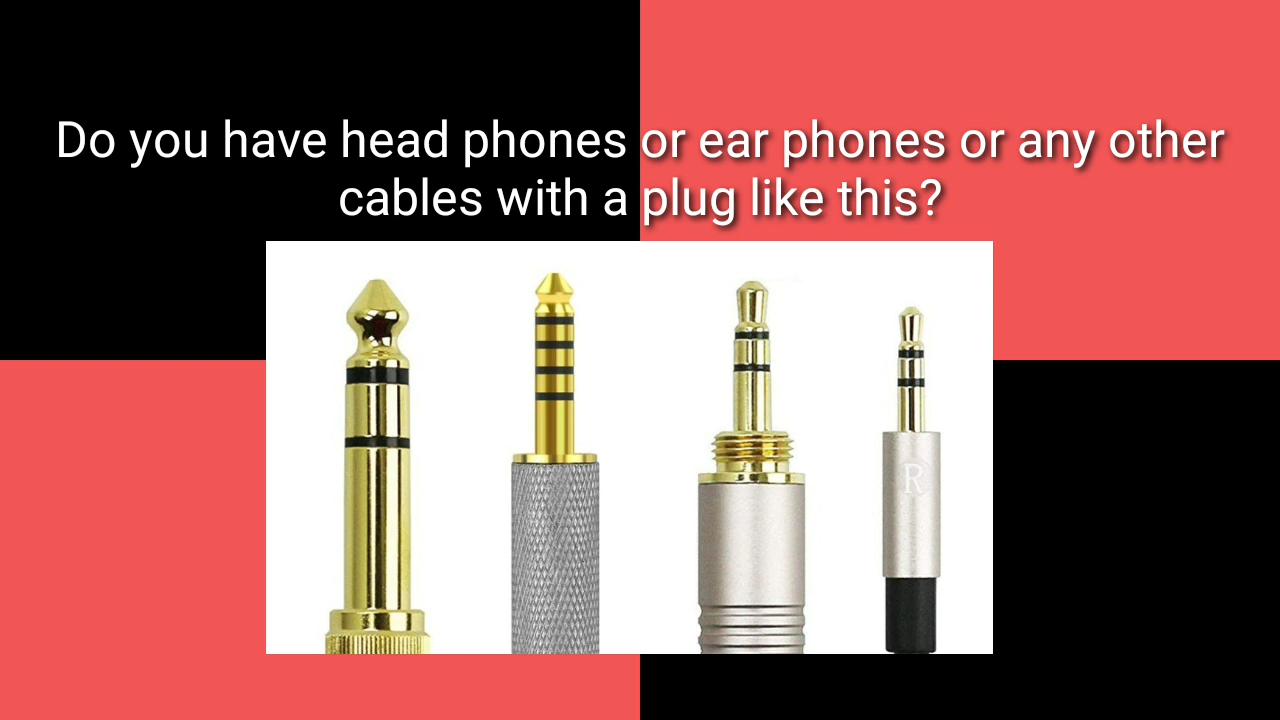 Do you have head phones or ear phones or any other
cables with a plug like this?
R